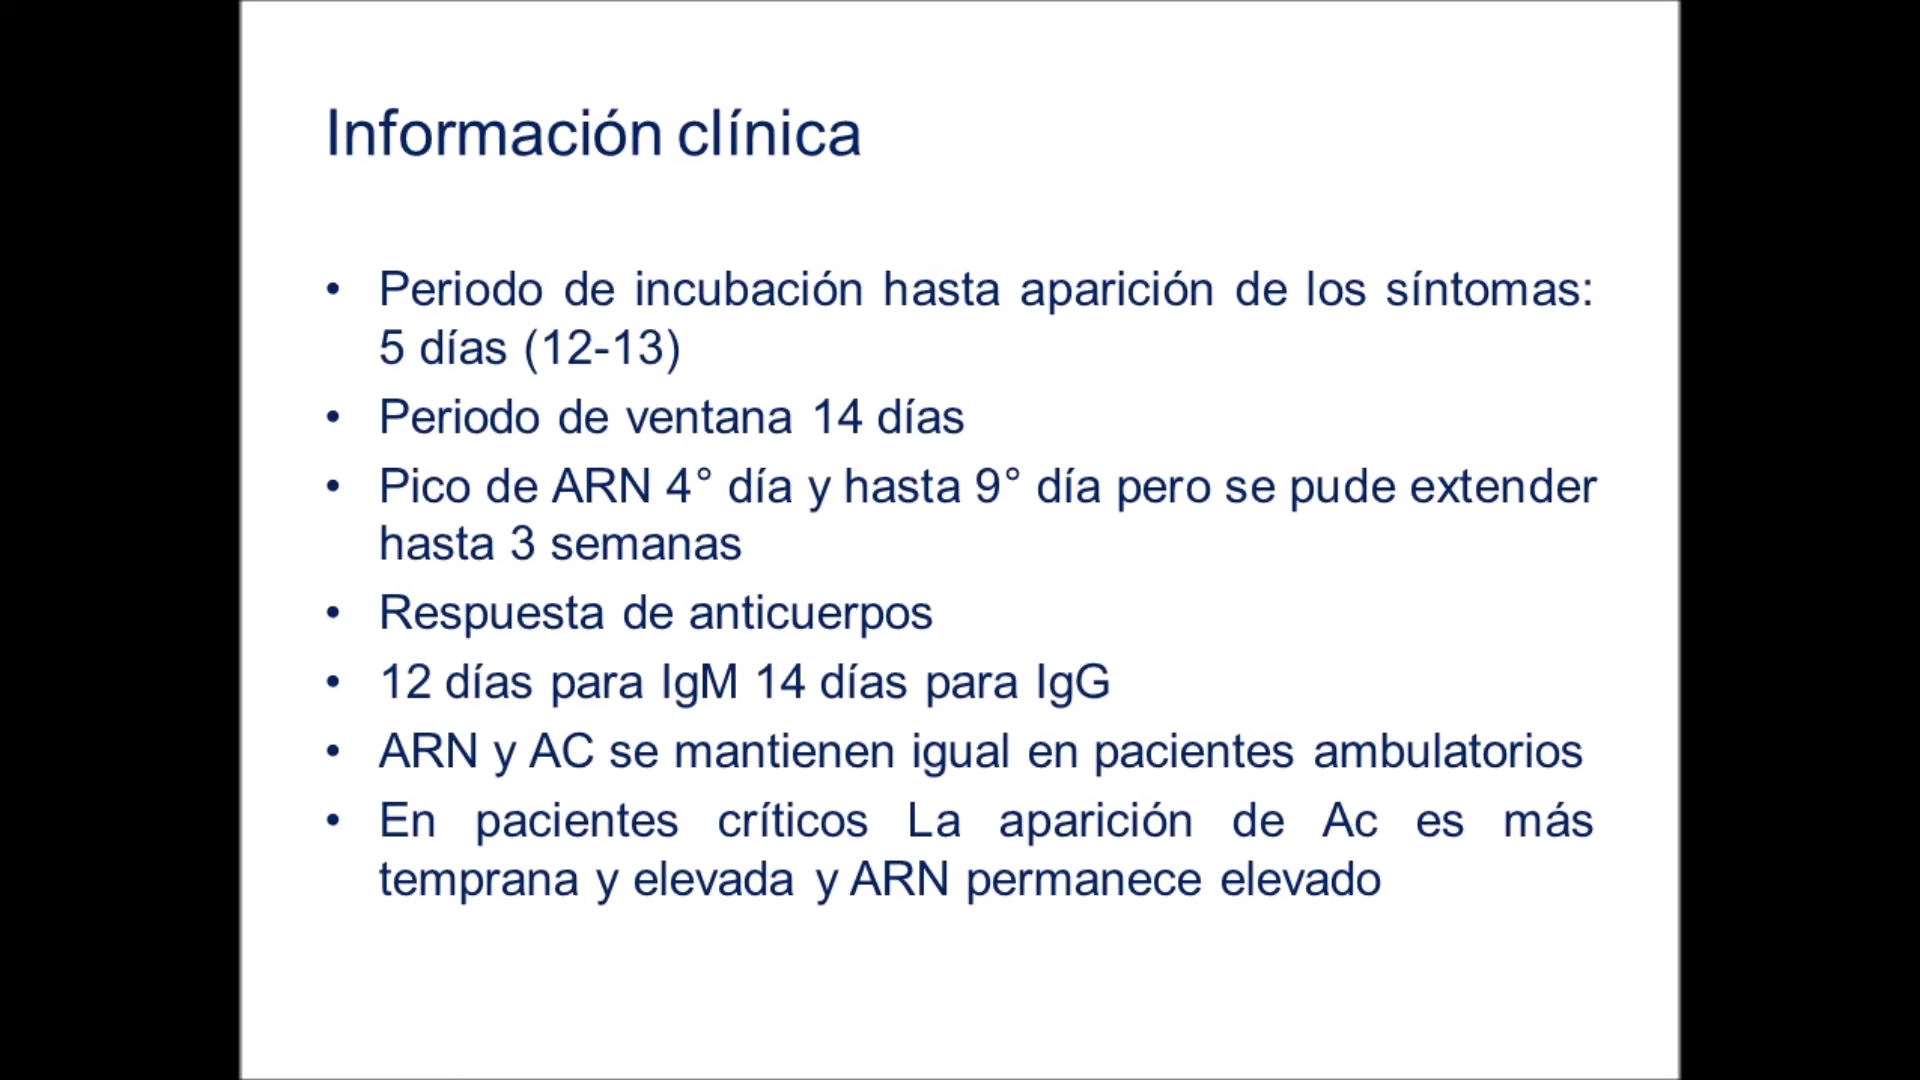 Información clínica
• Periodo de incubación hasta aparición de los síntomas:
5 días (12-13)
• Periodo de ventana 14 días
• Pico de ARN 4° día y hasta 9° día pero se pude extender
hasta 3 semanas
• Respuesta de anticuerpos
• 12 días para IgM 14 días para IgG
• ARN y AC se mantienen igual en pacientes ambulatorios
• En pacientes críticos La aparición de Ac es más
temprana y elevada y ARN permanece elevado